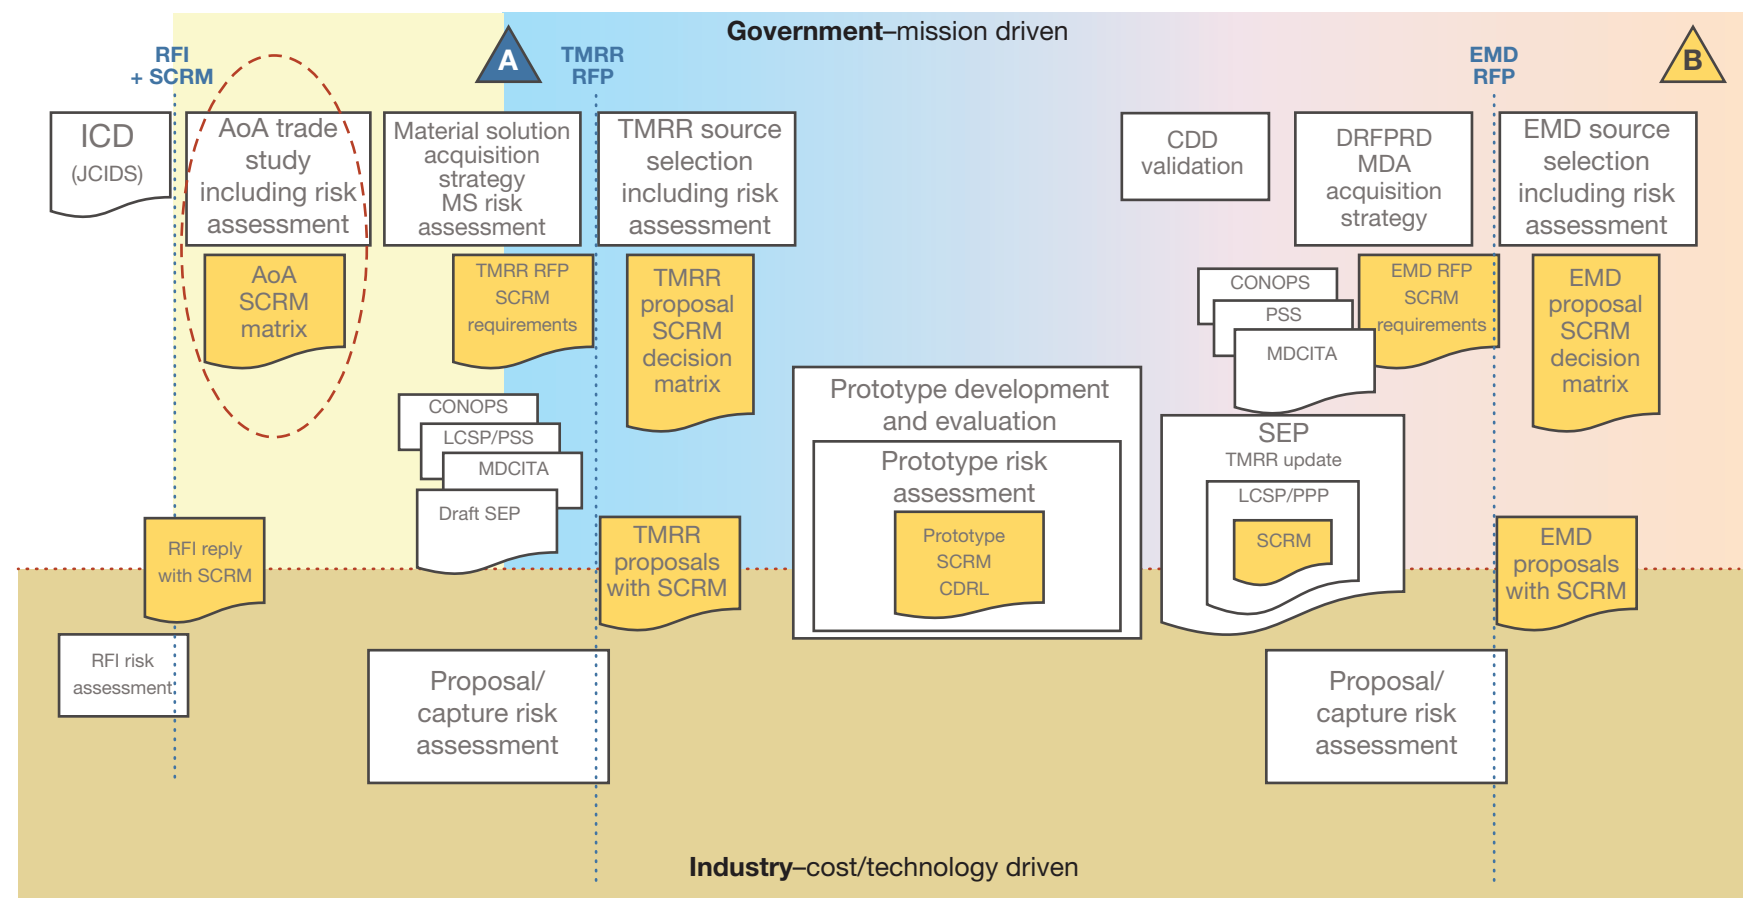 Government–mission driven
RFI
+ SCRM
A
TMRR
RFP
EMD
RFP
B
ICD
(JCIDS)
AoA trade
study
including risk
assessment
Material solution
acquisition
strategy
MS risk
assessment
TMRR source
selection
including risk
assessment
CDD
validation
DRFPRD
MDA
acquisition
strategy
EMD source
selection
including risk
assessment
AoA
SCRM
matrix
TMRR RFP
SCRM
requirements
TMRR
proposal
SCRM
decision
matrix
CONOPS
PSS
MDCITA
EMD RFP
SCRM
requirements
EMD
proposal
SCRM
decision
matrix
CONOPS
LCSP/PSS
MDCITA
Draft SEP
Prototype development
and evaluation
Prototype risk
assessment
Prototype
SCRM
CDRL
SEP
TMRR update
LCSP/PPP
SCRM
RFI reply
with SCRM
TMRR
proposals
with SCRM
EMD
proposals
with SCRM
RFI risk
assessment
Proposal/
capture risk
assessment
Proposal/
capture risk
assessment
Industry–cost/technology driven